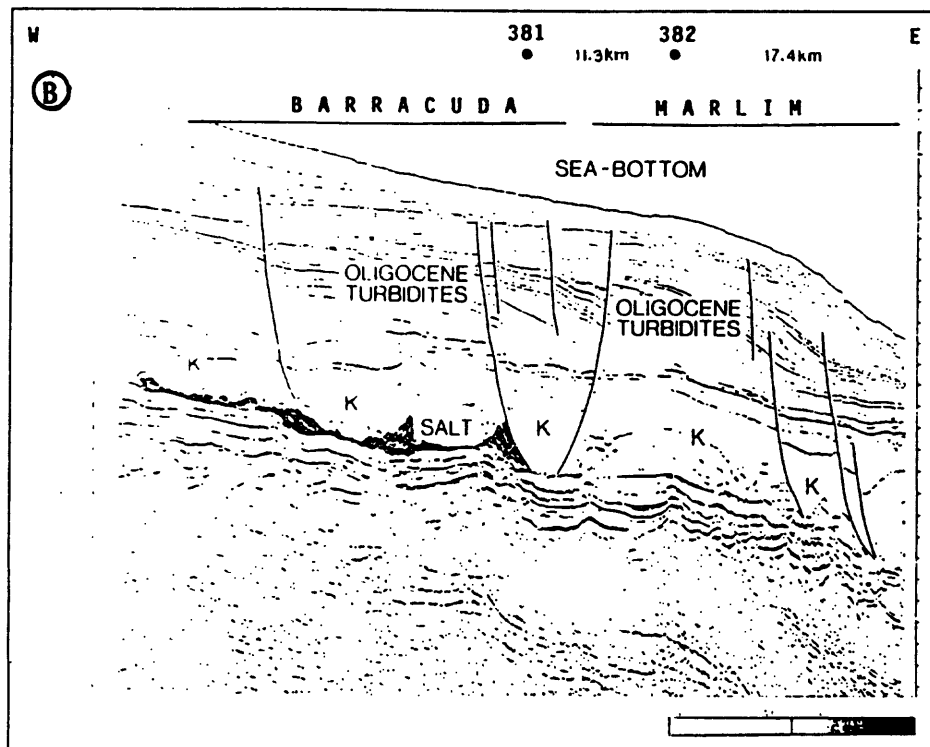 W 381 382 E
11.3km 17.4km
B
BARRACUDA MARLIM
SEA-BOTTOM
OLIGOCENE
TURBIDITES
OLIGOCENE
TURBIDITES
K
K
SALT
K
K
K